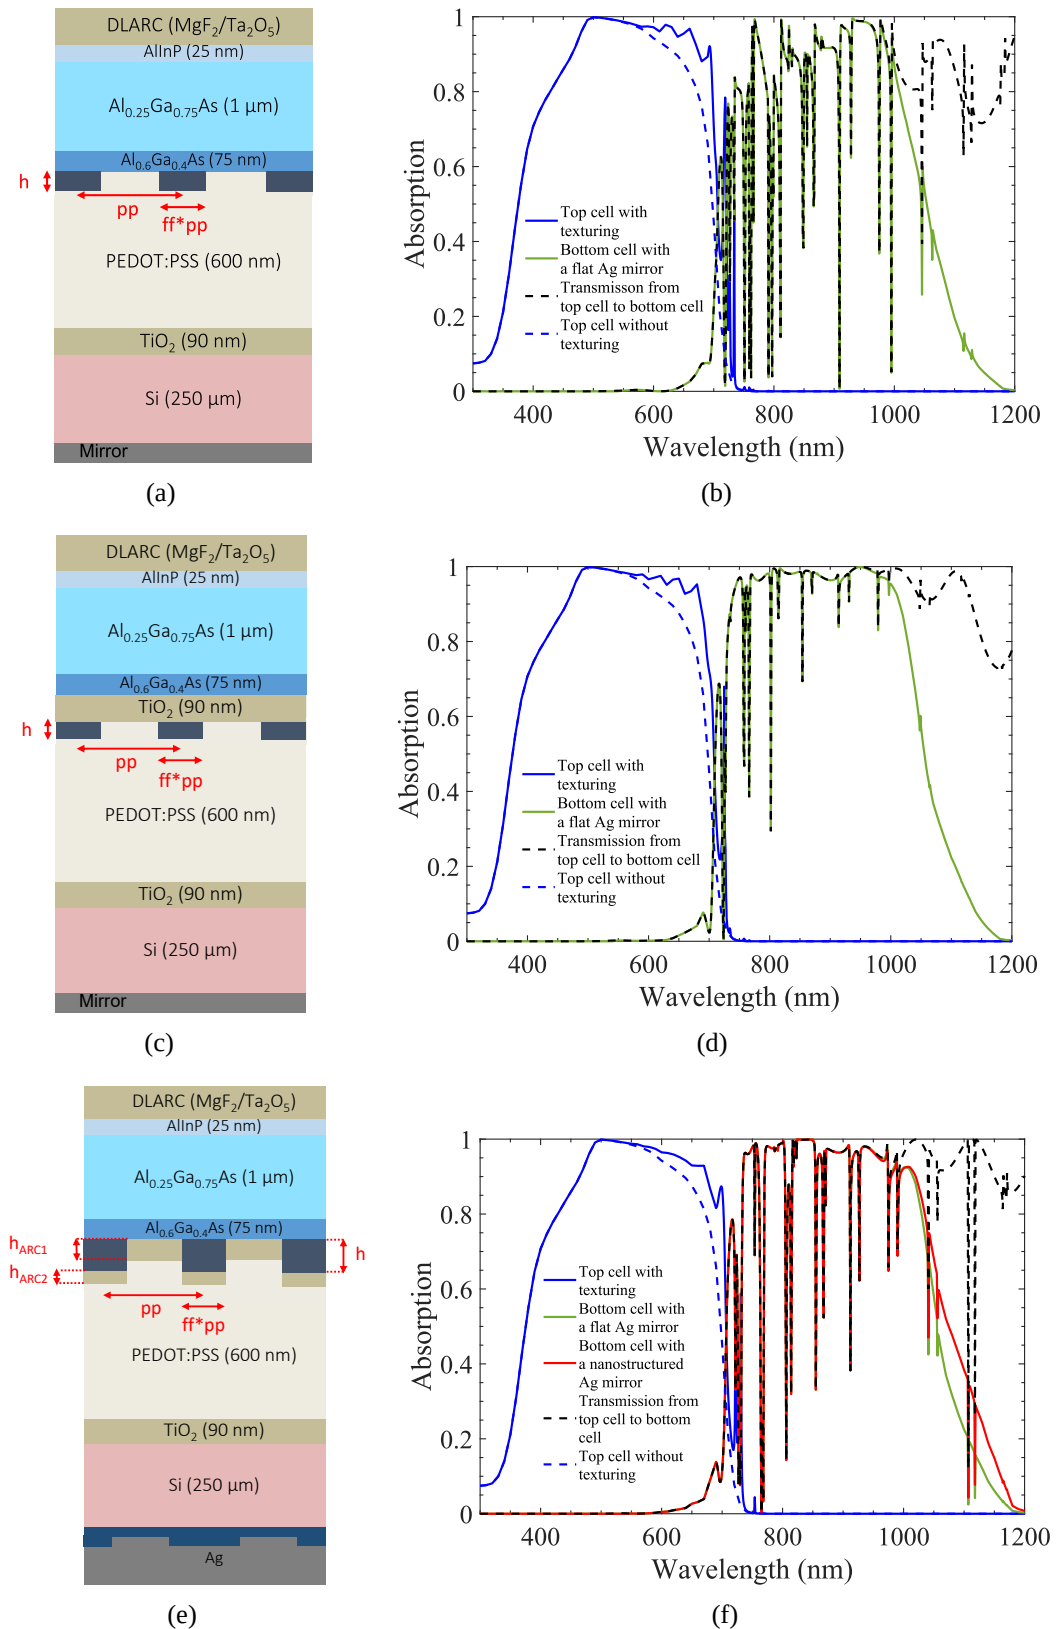 DLARC (MgF2/Ta2O5)
AlInP (25 nm)
Al0.25Ga0.75As (1 μm)
Al0.6Ga0.4As (75 nm)
h
pp
ff*pp
PEDOT:PSS (600 nm)
TiO2 (90 nm)
Si (250 μm)
Mirror
(a)
Absorption
1
0.8
0.6
0.4
0.2
0
Top cell with
texturing
Bottom cell with
a flat Ag mirror
Transmisson from
top cell to bottom cell
Top cell without
texturing
400 600 800 1000 1200
Wavelength (nm)
(b)
DLARC (MgF2/Ta2O5)
AlInP (25 nm)
Al0.25Ga0.75As (1 μm)
Al0.6Ga0.4As (75 nm)
TiO2 (90 nm)
h
pp
ff*pp
PEDOT:PSS (600 nm)
TiO2 (90 nm)
Si (250 μm)
Mirror
(c)
Absorption
1
0.8
0.6
0.4
0.2
0
Top cell with
texturing
Bottom cell with
a flat Ag mirror
Transmission from
top cell to bottom cell
Top cell without
texturing
400 600 800 1000 1200
Wavelength (nm)
(d)
DLARC (MgF2/Ta2O5)
AlInP (25 nm)
Al0.25Ga0.75As (1 μm)
Al0.6Ga0.4As (75 nm)
hARC1
h
hARC2
pp
ff*pp
PEDOT:PSS (600 nm)
TiO2 (90 nm)
Si (250 μm)
Ag
(e)
Absorption
1
0.8
0.6
0.4
0.2
0
Top cell with
texturing
Bottom cell with
a flat Ag mirror
Bottom cell with
a nanostructured
Ag mirror
Transmission from
top cell to bottom
cell
Top cell without
texturing
400 600 800 1000 1200
Wavelength (nm)
(f)